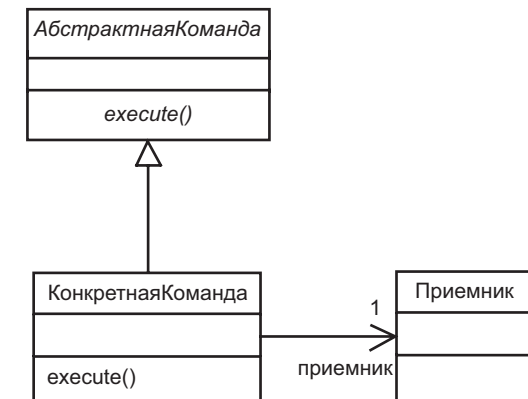 АбстрактнаяКоманда
execute()
КонкретнаяКоманда
execute()
1
приемник
Приемник